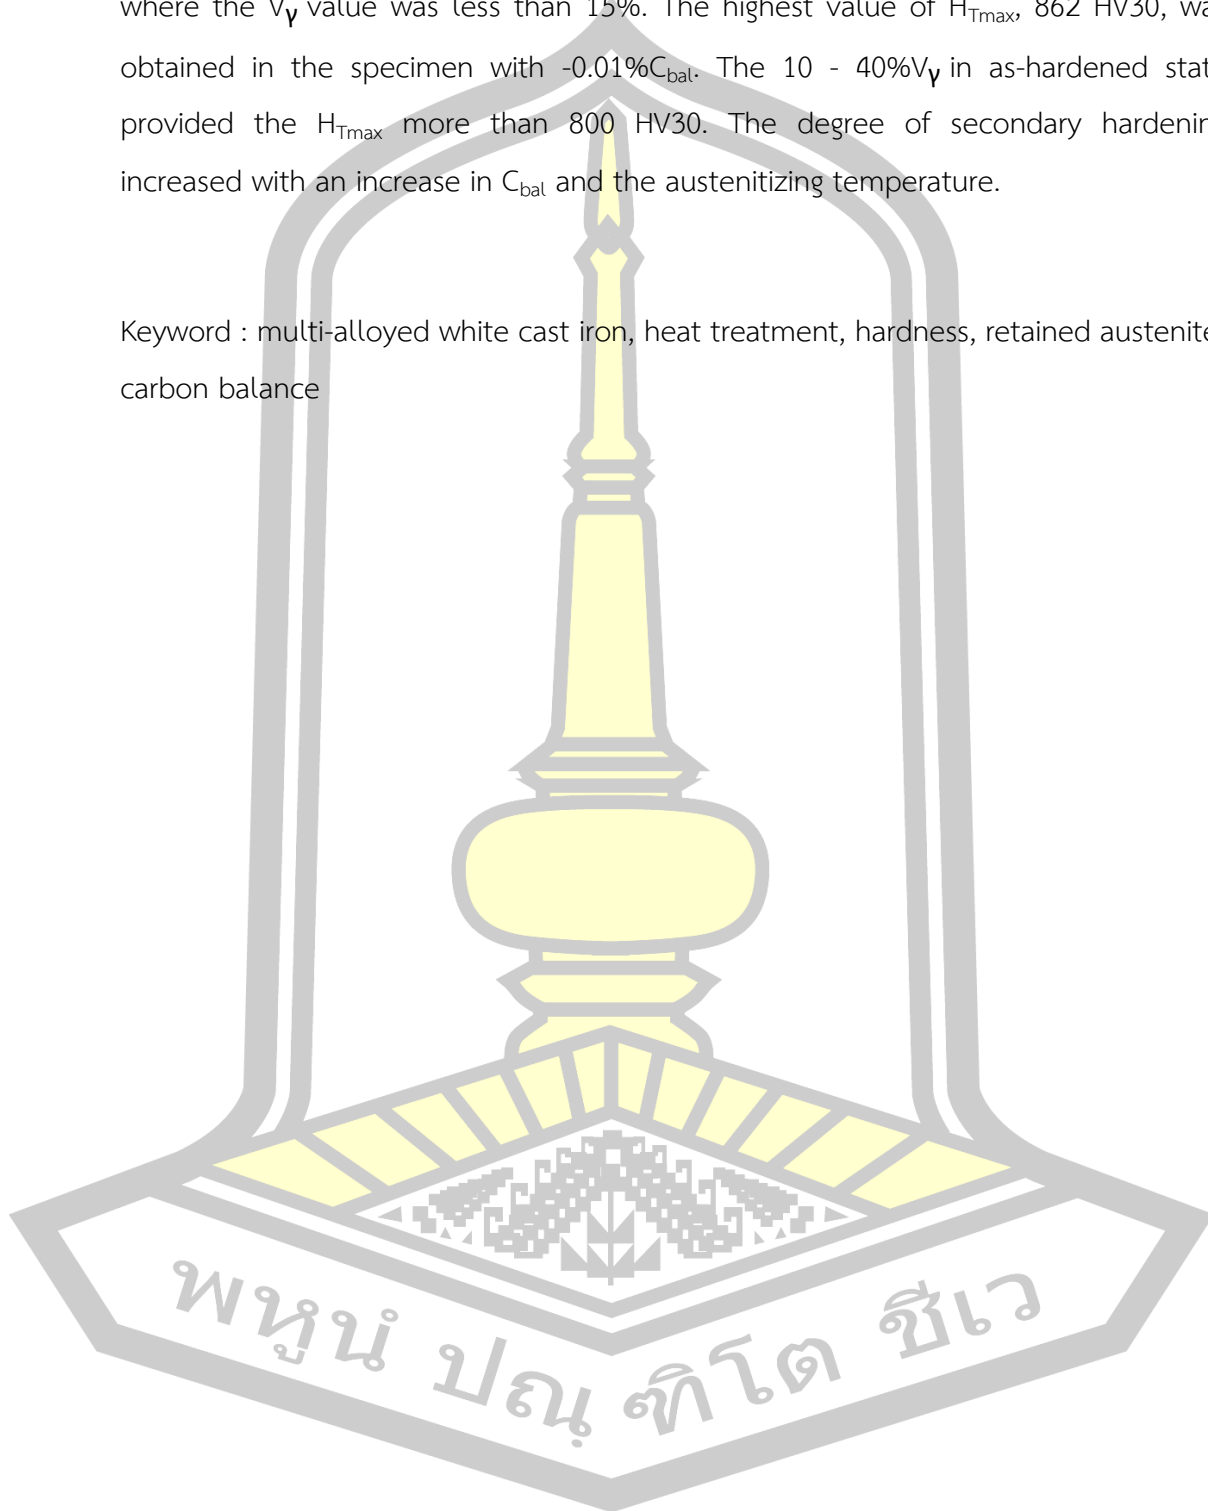 where the Vγ value was less than 15%. The highest value of HTmax, 862 HV30, wa
obtained in the specimen with -0.01%Cbal. The 10 - 40%Vγ in as-hardened stat
provided the HTmax more than 800 HV30. The degree of secondary hardenin
increased with an increase in Cbal and the austenitizing temperature.
Keyword : multi-alloyed white cast iron, heat treatment, hardness, retained austenite
carbon balance
พหูนํ ปณฺฑิโต ชีเว